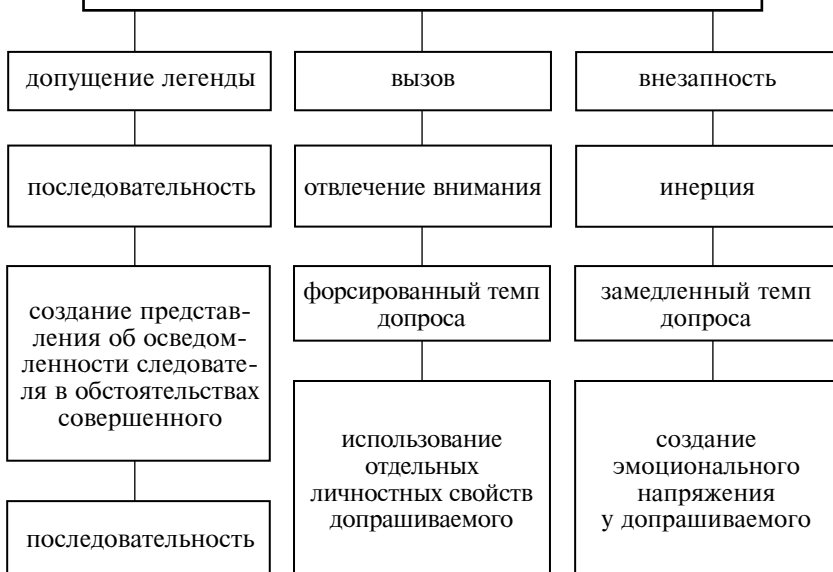 допущение легенды
вызов
внезапность
последовательность
отвлечение внимания
инерция
создание представ-
ления об осведом-
ленности следовате-
ля в обстоятельствах
совершенного
форсированный темп
допроса
замедленный темп
допроса
использование
отдельных
личностных свойств
допрашиваемого
создание
эмоционального
напряжения
у допрашиваемого
последовательность